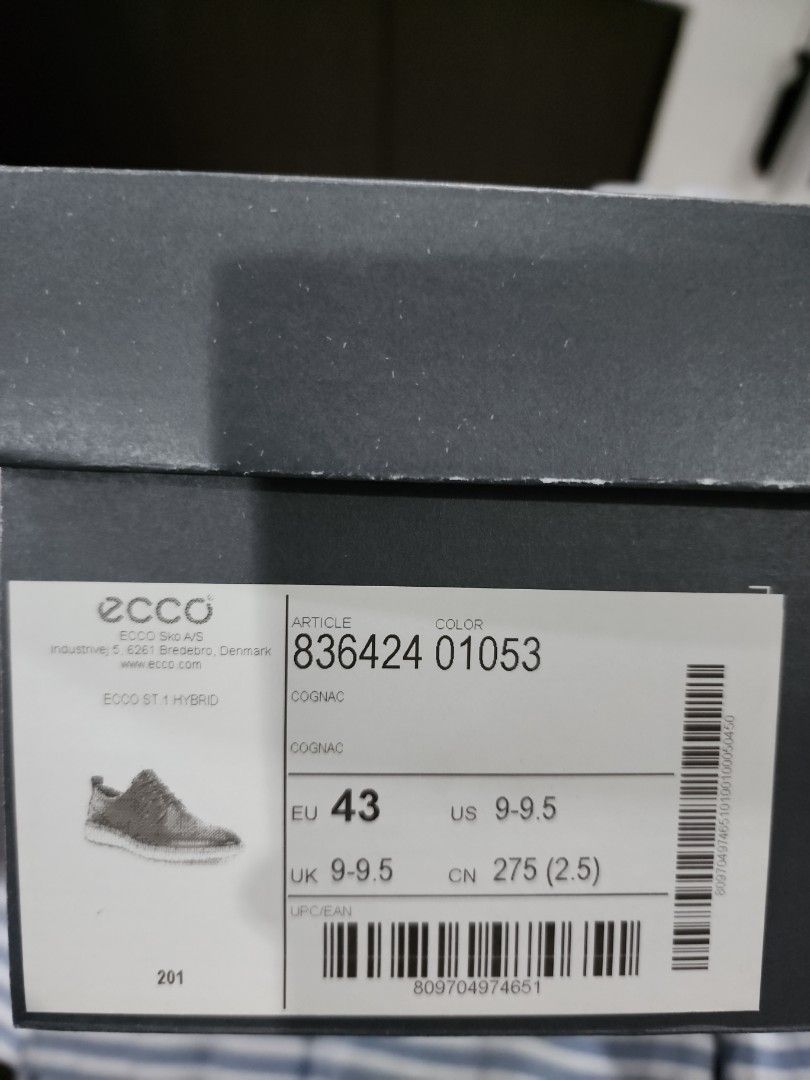 ecco
ECCO Sko A/S
Industrivej 5, 6261 Bredebro, Denmark
www.ecco.com
ECCO ST.1 HYBRID
201
ARTICLE COLOR
836424 01053
COGNAC
COGNAC
EU 43 US 9-9.5
UK 9-9.5 CN 275 (2.5)
UPC/EAN
809704974651
8097049746510100100050450